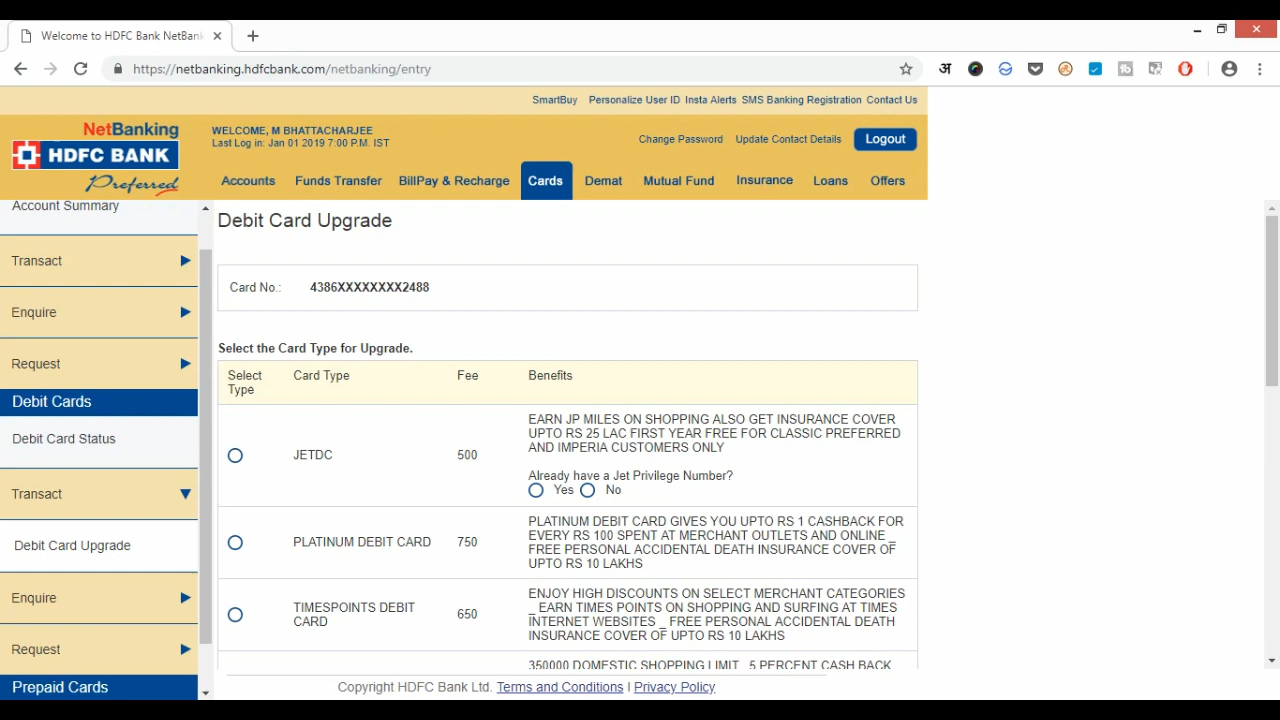 Welcome to HDFC Bank NetBan
https://netbanking.hdfcbank.com/netbanking/entry
अ
SmartBuy Personalize User ID Insta Alerts SMS Banking Registration Contact Us
NetBanking
HDFC BANK
Preferred
WELCOME, M BHATTACHARJEE
Last Log in: Jan 01 2019 7:00 P.M. IST
Change Password Update Contact Details Logout
Accounts Funds Transfer BillPay & Recharge Cards Demat Mutual Fund Insurance Loans Offers
Account Summary
Transact
Enquire
Request
Debit Cards
Debit Card Status
Transact
Debit Card Upgrade
Enquire
Request
Prepaid Cards
Debit Card Upgrade
Card No.: 4386XXXXXXXX2488
Select the Card Type for Upgrade.
Select Type Card Type Fee Benefits
JETDC 500
EARN JP MILES ON SHOPPING ALSO GET INSURANCE COVER
UPTO RS 25 LAC FIRST YEAR FREE FOR CLASSIC PREFERRED
AND IMPERIA CUSTOMERS ONLY
Already have a Jet Privilege Number?
Yes No
PLATINUM DEBIT CARD 750
PLATINUM DEBIT CARD GIVES YOU UPTO RS 1 CASHBACK FOR
EVERY RS 100 SPENT AT MERCHANT OUTLETS AND ONLINE _
FREE PERSONAL ACCIDENTAL DEATH INSURANCE COVER OF
UPTO RS 10 LAKHS
TIMESPOINTS DEBIT
CARD
650
ENJOY HIGH DISCOUNTS ON SELECT MERCHANT CATEGORIES
_ EARN TIMES POINTS ON SHOPPING AND SURFING AT TIMES
INTERNET WEBSITES _ FREE PERSONAL ACCIDENTAL DEATH
INSURANCE COVER OF UPTO RS 10 LAKHS
350000 DOMESTIC SHOPPING LIMIT 5 PERCENT CASH BACK
Copyright HDFC Bank Ltd. Terms and Conditions I Privacy Policy